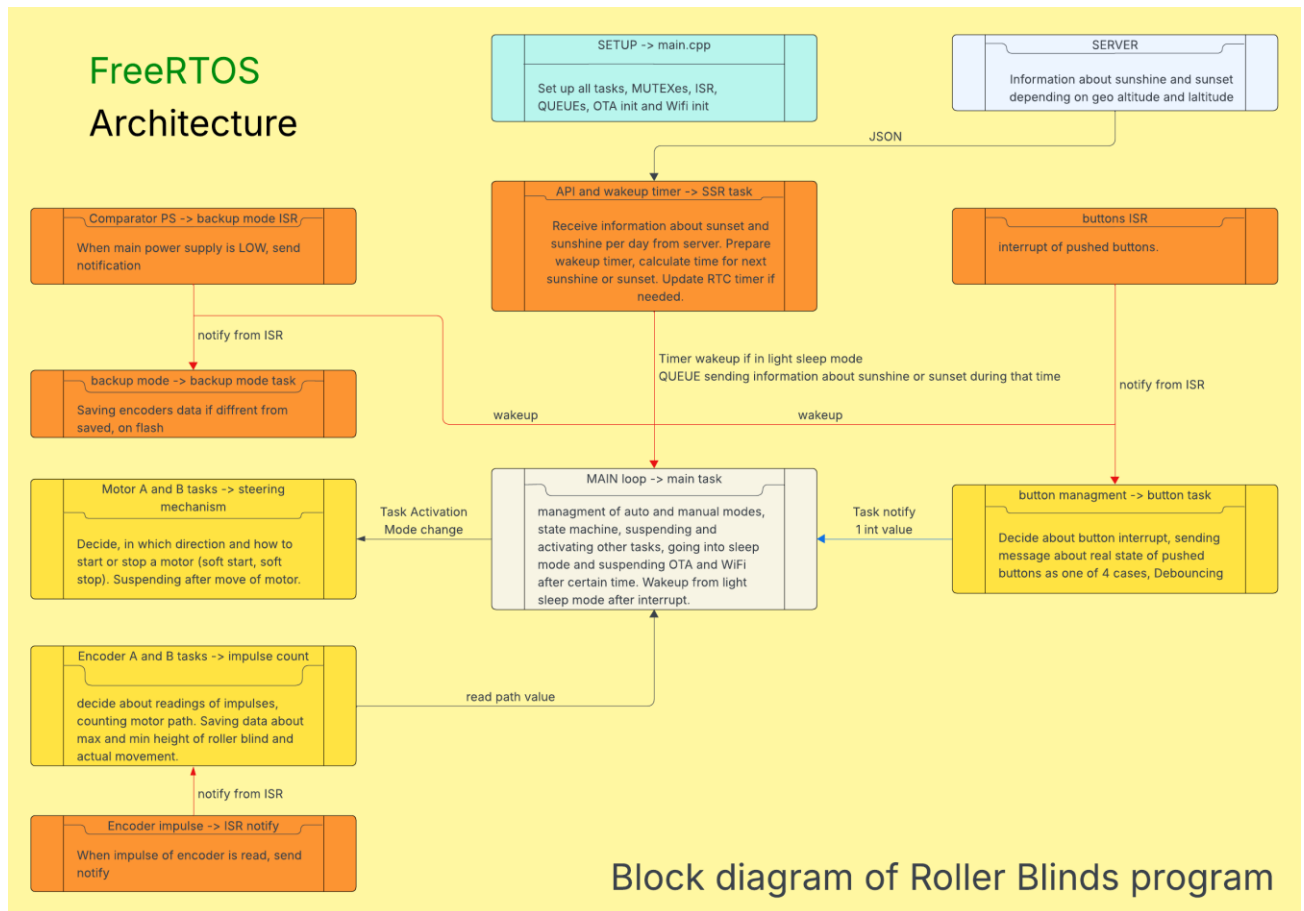 FreeRTOS
Architecture
SETUP -> main.cpp
Set up all tasks, MUTEXes, ISR,
QUEUEs, OTA init and Wifi init
SERVER
Information about sunshine and sunset
depending on geo altitude and laltitude
JSON
API and wakeup timer -> SSR task
Receive information about sunset and
sunshine per day from server. Prepare
wakeup timer, calculate time for next
sunshine or sunset. Update RTC timer if
needed.
Comparator PS -> backup mode ISR
When main power supply is LOW, send
notification
buttons ISR
interrupt of pushed buttons.
notify from ISR
Timer wakeup if in light sleep mode
QUEUE sending information about sunshine or sunset during that time
notify from ISR
backup mode -> backup mode task
Saving encoders data if diffrent from
saved, on flash
wakeup
wakeup
Motor A and B tasks -> steering
mechanism
Decide, in which direction and how to
start or stop a motor (soft start, soft
stop). Suspending after move of motor.
Task Activation
Mode change
MAIN loop -> main task
managment of auto and manual modes,
state machine, suspending and
activating other tasks, going into sleep
mode and suspending OTA and WiFi
after certain time. Wakeup from light
sleep mode after interrupt.
Task notify
1 int value
button managment -> button task
Decide about button interrupt, sending
message about real state of pushed
buttons as one of 4 cases, Debouncing
Encoder A and B tasks -> impulse count
decide about readings of impulses,
counting motor path. Saving data about
max and min height of roller blind and
actual movement.
read path value
notify from ISR
Encoder impulse -> ISR notify
When impulse of encoder is read, send
notify
Block diagram of Roller Blinds program